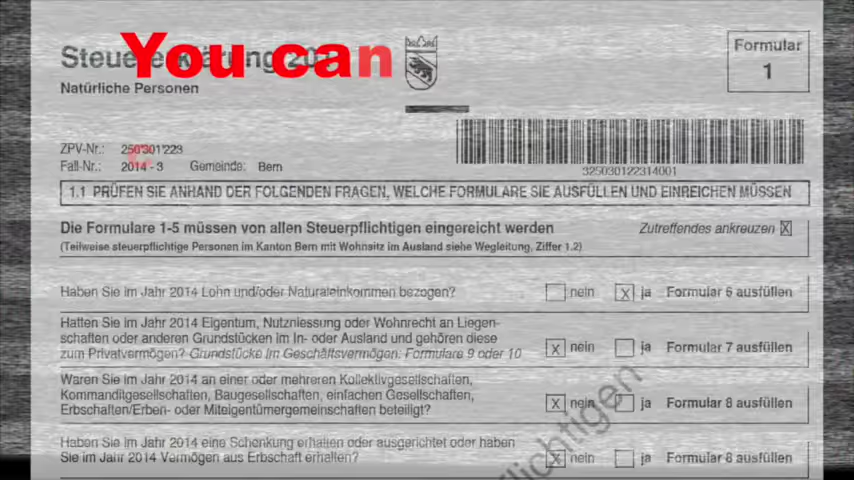 You can
Steuererklärung 20
Natürliche Personen
Formular
1
ZPV-Nr.: 250'301'223
Fall-Nr.: 2014 - 3 Gemeinde: Bern
325030122314001
1.1 PRÜFEN SIE ANHAND DER FOLGENDEN FRAGEN, WELCHE FORMULARE SIE AUSFÜLLEN UND EINREICHEN MÜSSEN
Die Formulare 1-5 müssen von allen Steuerpflichtigen eingereicht werden Zutreffendes ankreuzen X
(Teilweise steuerpflichtige Personen im Kanton Bern mit Wohnsitz im Ausland siehe Wegleitung, Ziffer 1.2)
Haben Sie im Jahr 2014 Lohn und/oder Naturaleinkommen bezogen? nein X ja Formular 6 ausfüllen
Hatten Sie im Jahr 2014 Eigentum, Nutzniessung oder Wohnrecht an Liegen-
schaften oder anderen Grundstücken im In- oder Ausland und gehören diese
zum Privatvermögen? Grundstücke im Geschäftsvermögen: Formulare 9 oder 10 X nein ja Formular 7 ausfüllen
Waren Sie im Jahr 2014 an einer oder mehreren Kollektivgesellschaften,
Kommanditgesellschaften, Baugesellschaften, einfachen Gesellschaften,
Erbschaften/Erben- oder Miteigentümergemeinschaften beteiligt? X nein ja Formular 8 ausfüllen
Haben Sie im Jahr 2014 eine Schenkung erhalten oder ausgerichtet oder haben
Sie im Jahr 2014 Vermögen aus Erbschaft erhalten? X nein ja Formular 8 ausfüllen
flichtigen